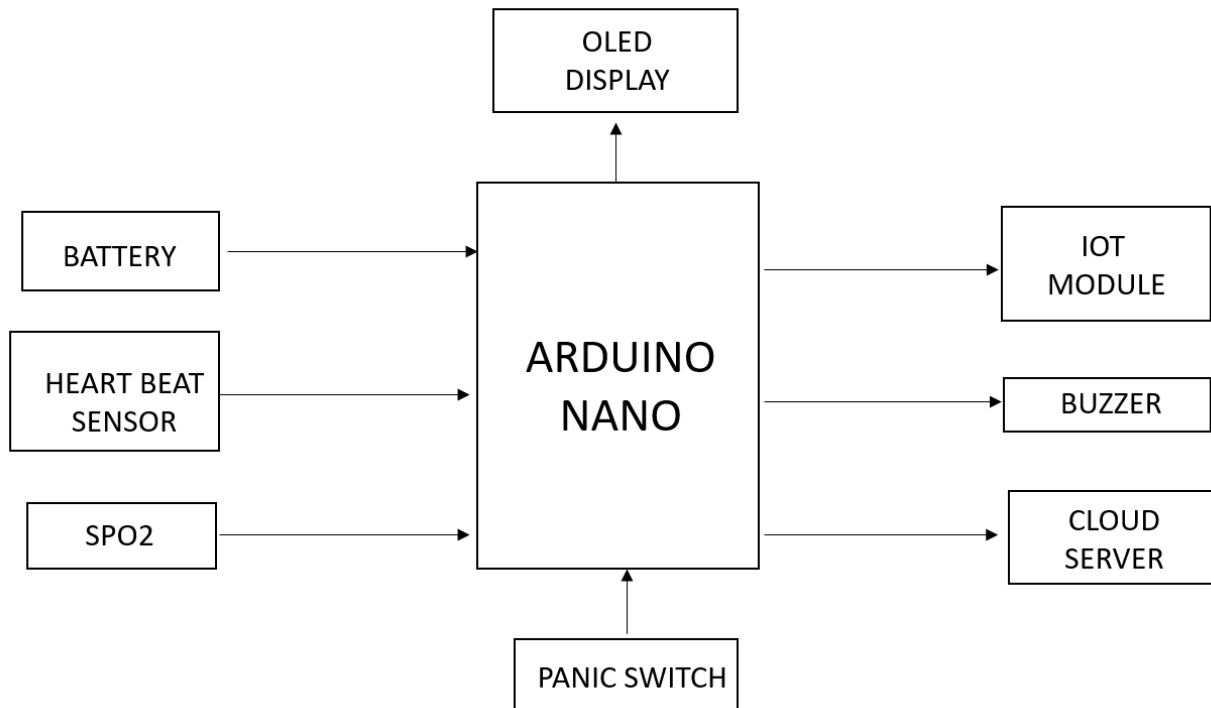 OLED
DISPLAY
BATTERY
IOT
MODULE
HEART BEAT
SENSOR
ARDUINO
NANO
BUZZER
SPO2
CLOUD
SERVER
PANIC SWITCH